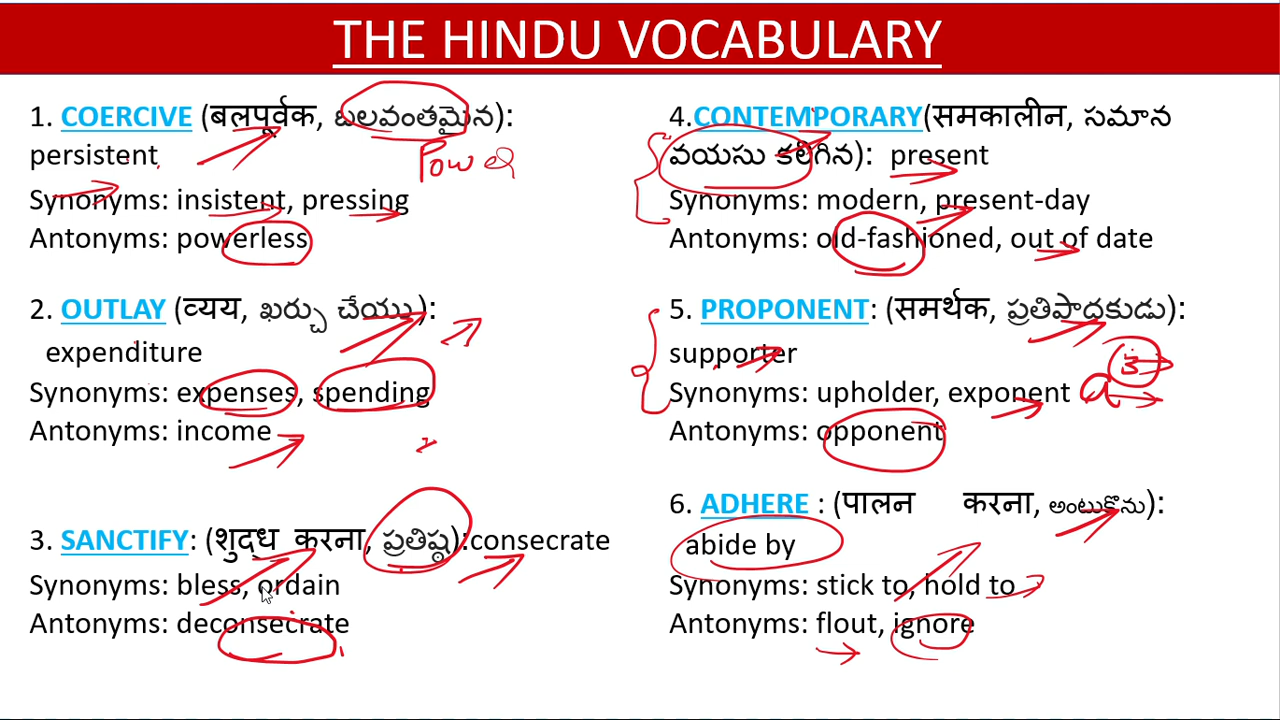 THE HINDU VOCABULARY
1. COERCIVE (बलपूर्वक, బలవంతమైన):
persistent
Power
Synonyms: insistent, pressing
Antonyms: powerless
2. OUTLAY (व्यय, ఖర్చు చేయు):
expenditure
Synonyms: expenses, spending
Antonyms: income
3. SANCTIFY: (शुद्ध करना, ప్రతిష్ఠ):consecrate
Synonyms: bless, ordain
Antonyms: deconsecrate
4.CONTEMPORARY(समकालीन, సమాన
వయసు కలిగిన): present
Synonyms: modern, present-day
Antonyms: old-fashioned, out of date
5. PROPONENT: (समर्थक, ప్రతిపాదకుడు):
supporter
Synonyms: upholder, exponent
Antonyms: opponent
6. ADHERE : (पालन करना, అంటుకొను):
abide by
Synonyms: stick to, hold to
Antonyms: flout, ignore